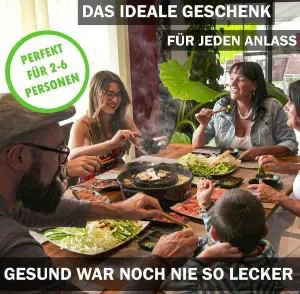 DAS IDEALE GESCHENK
FÜR JEDEN ANLASS
PERFEKT
FÜR 2-6
PERSONEN
GESUND WAR NOCH NIE SO LECKER